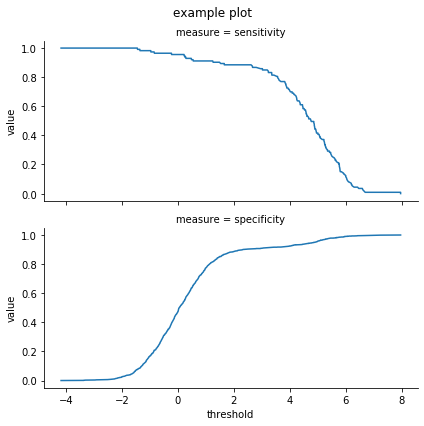 example plot
measure = sensitivity
1.0
0.8
0.6
0.4
0.2
0.0
value
measure = specificity
1.0
0.8
0.6
0.4
0.2
0.0
value
−4 −2 0 2 4 6 8
threshold